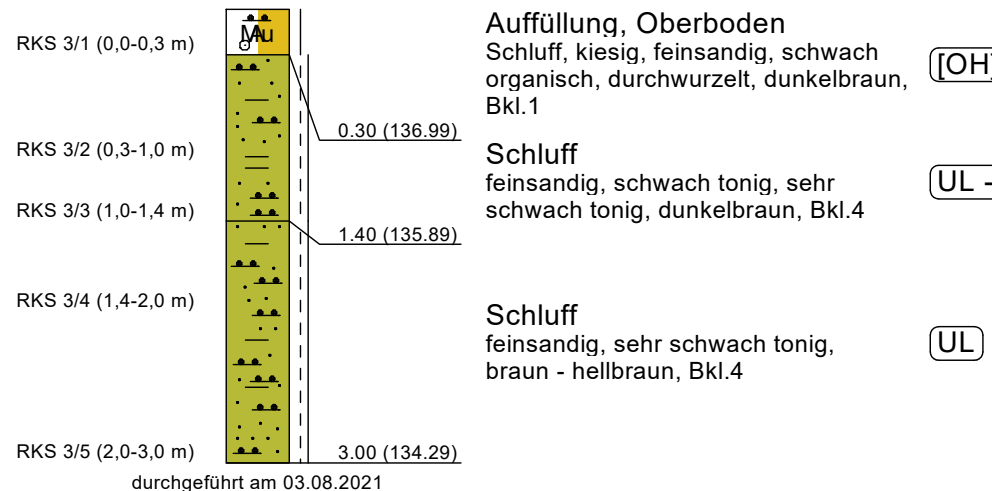 Auffüllung, Oberboden
RKS 3/1 (0,0-0,3 m)
Schluff, kiesig, feinsandig, schwach
organisch, durchwurzelt, dunkelbraun,
Bkl.1
[OH]
0.30 (136.99)
RKS 3/2 (0,3-1,0 m)
Schluff
feinsandig, schwach tonig, sehr
schwach tonig, dunkelbraun, Bkl.4
UL -
RKS 3/3 (1,0-1,4 m)
1.40 (135.89)
RKS 3/4 (1,4-2,0 m)
Schluff
feinsandig, sehr schwach tonig,
braun - hellbraun, Bkl.4
UL
RKS 3/5 (2,0-3,0 m)
3.00 (134.29)
durchgeführt am 03.08.2021